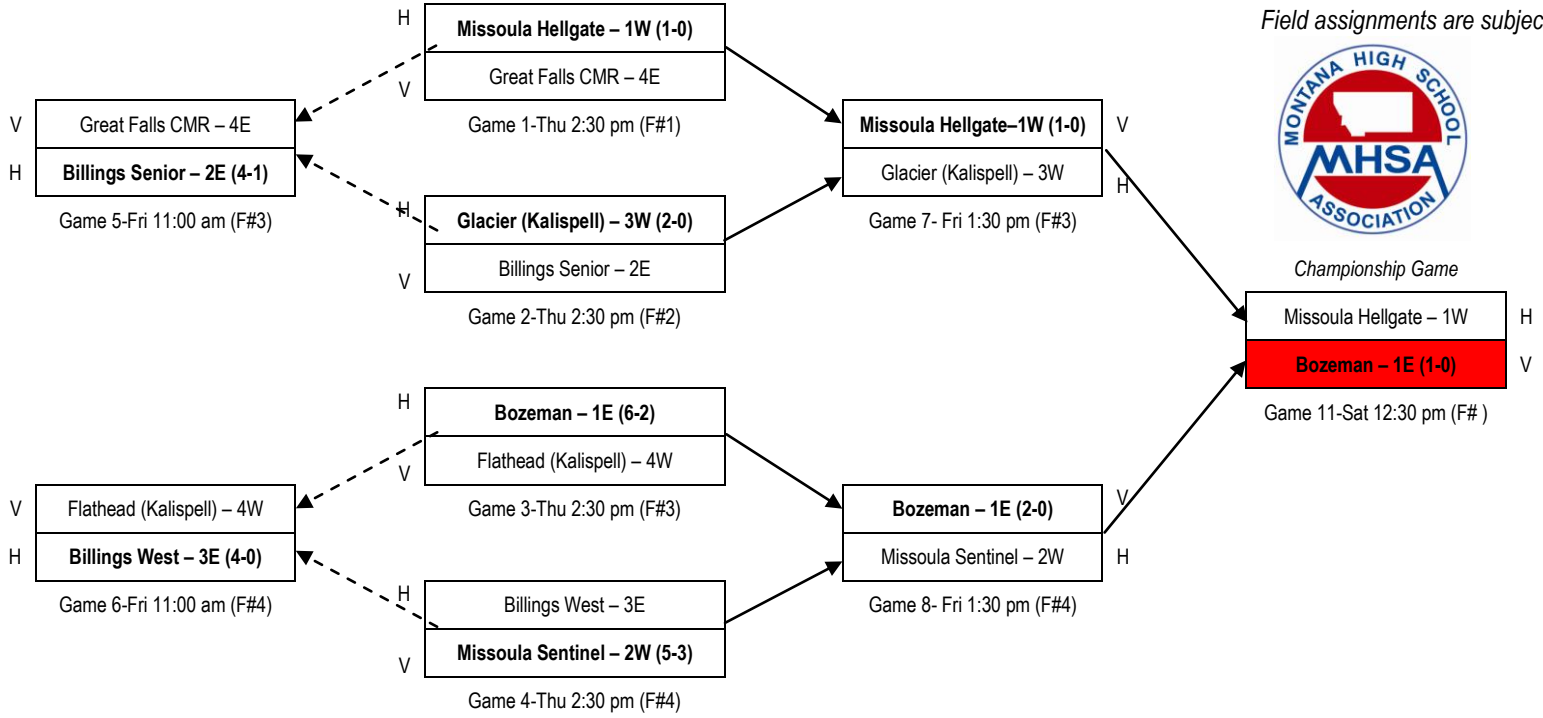 Field assignments are subjec
MONTANA HIGH SCHOOL
MHSA
ASSOCIATION
H
Missoula Hellgate – 1W (1-0)
V
Great Falls CMR – 4E
Game 1-Thu 2:30 pm (F#1)
V
Great Falls CMR – 4E
H
Billings Senior – 2E (4-1)
Game 5-Fri 11:00 am (F#3)
Missoula Hellgate–1W (1-0)
V
Glacier (Kalispell) – 3W
H
Game 7- Fri 1:30 pm (F#3)
H
Glacier (Kalispell) – 3W (2-0)
V
Billings Senior – 2E
Game 2-Thu 2:30 pm (F#2)
Championship Game
Missoula Hellgate – 1W
H
Bozeman – 1E (1-0)
V
Game 11-Sat 12:30 pm (F# )
H
Bozeman – 1E (6-2)
V
Flathead (Kalispell) – 4W
Game 3-Thu 2:30 pm (F#3)
V
Flathead (Kalispell) – 4W
H
Billings West – 3E (4-0)
Game 6-Fri 11:00 am (F#4)
Bozeman – 1E (2-0)
V
Missoula Sentinel – 2W
H
Game 8- Fri 1:30 pm (F#4)
H
Billings West – 3E
V
Missoula Sentinel – 2W (5-3)
Game 4-Thu 2:30 pm (F#4)